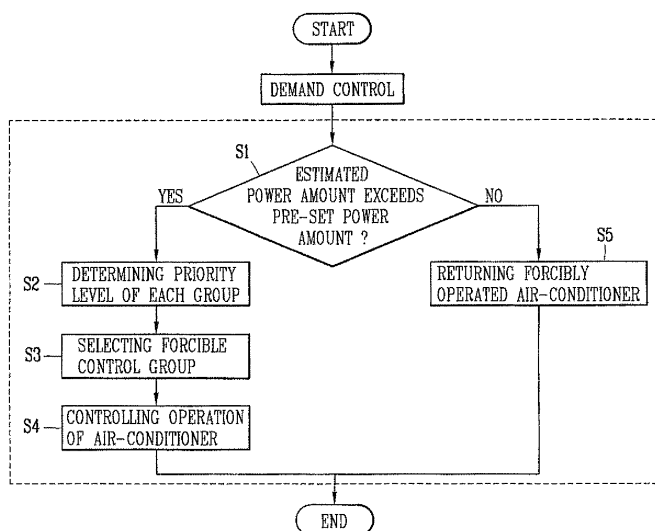 START
DEMAND CONTROL
S1
ESTIMATED
POWER AMOUNT EXCEEDS
PRE-SET POWER
AMOUNT ?
YES
NO
S2
DETERMINING PRIORITY
LEVEL OF EACH GROUP
S5
RETURNING FORCIBLY
OPERATED AIR-CONDITIONER
S3
SELECTING FORCIBLE
CONTROL GROUP
S4
CONTROLLING OPERATION
OF AIR-CONDITIONER
END